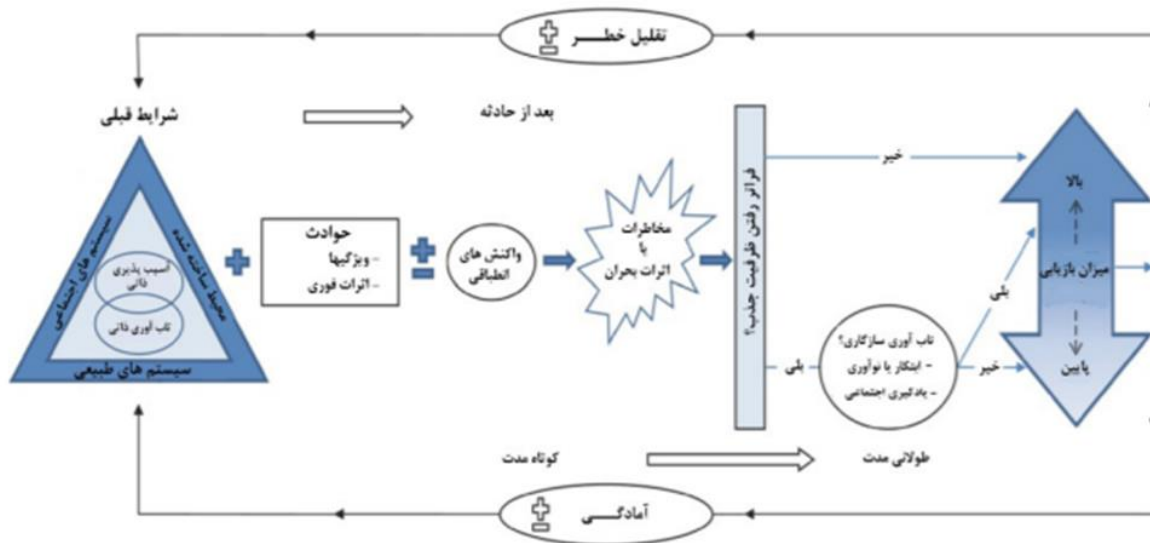 تقلیل خطـــر
شرایط قبلی
بعد از حادثه
سیستم های اجتماعی
محیط ساخته شده
آسیب پذیری
ذاتی
تاب آوری ذاتی
سیستم های طبیعی
حوادث
- ویژگیها
- اثرات فوری
واکنش های
انطباقی
مخاطرات
یا
اثرات بحران
فراتر رفتن ظرفیت جذب؟
خیر
بلی
تاب آوری سازگاری؟
- ابتکار یا نوآوری
- یادگیری اجتماعی
بلی
خیر
بالا
میزان بازیابی
پایین
کوتاه مدت
طولانی مدت
آمادگـــی